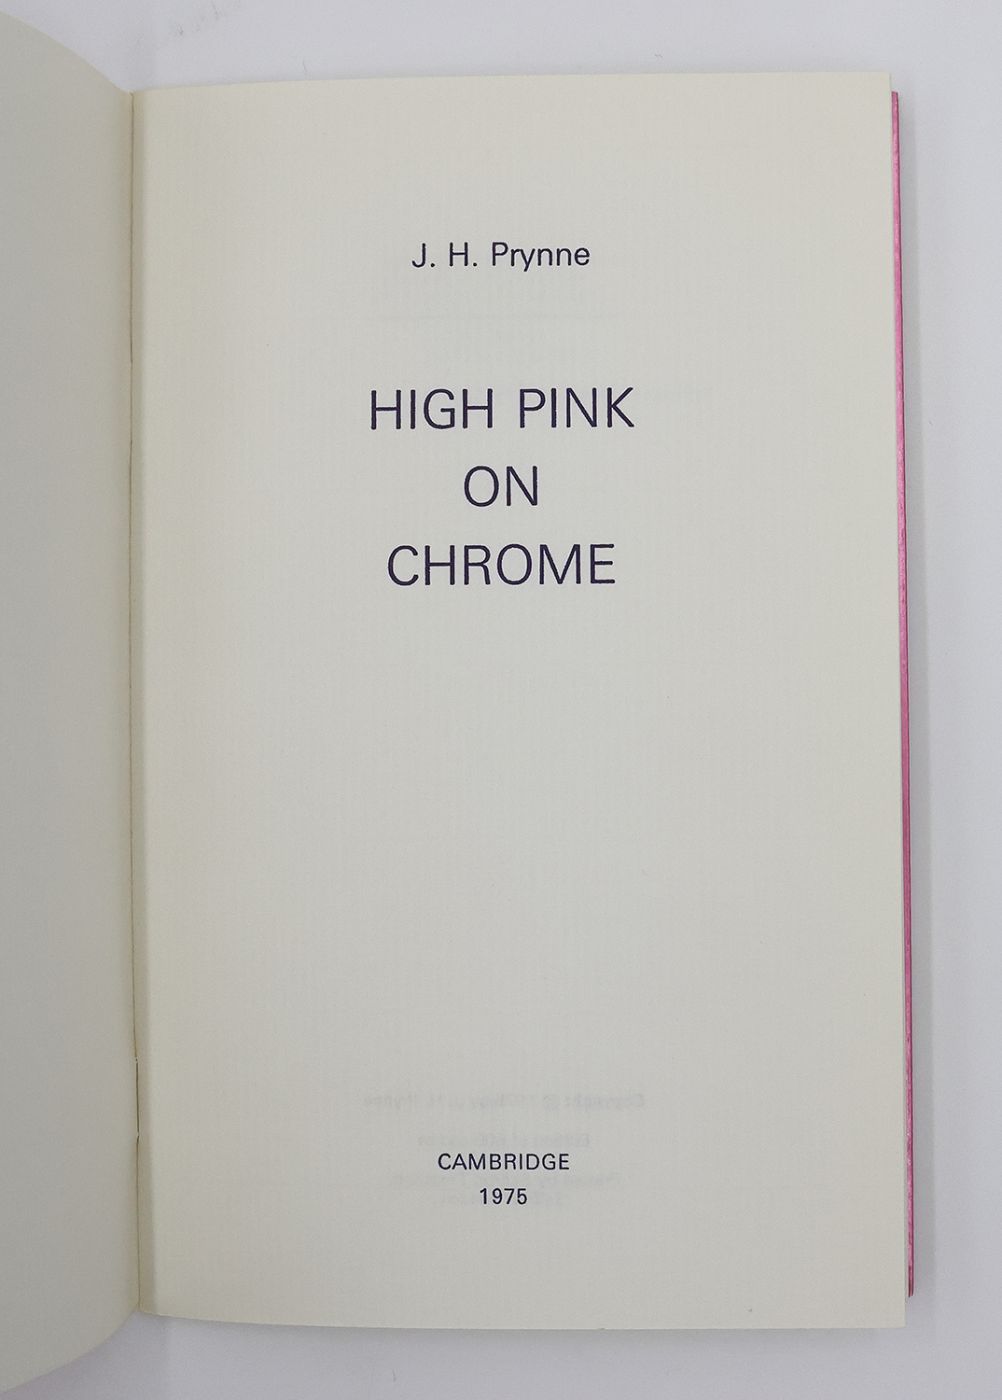 J. H. Prynne
HIGH PINK
ON
CHROME
CAMBRIDGE
1975